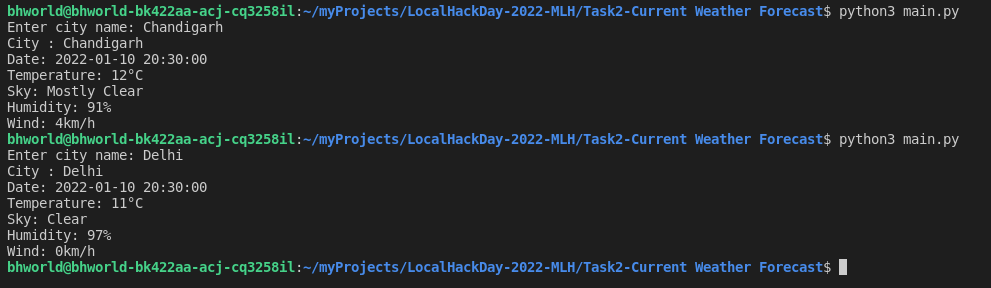 bhworld@bhworld-bk422aa-acj-cq3258il:~/myProjects/LocalHackDay-2022-MLH/Task2-Current Weather Forecast$ python3 main.py
Enter city name: Chandigarh
City : Chandigarh
Date: 2022-01-10 20:30:00
Temperature: 12°C
Sky: Mostly Clear
Humidity: 91%
Wind: 4km/h
bhworld@bhworld-bk422aa-acj-cq3258il:~/myProjects/LocalHackDay-2022-MLH/Task2-Current Weather Forecast$ python3 main.py
Enter city name: Delhi
City : Delhi
Date: 2022-01-10 20:30:00
Temperature: 11°C
Sky: Clear
Humidity: 97%
Wind: 0km/h
bhworld@bhworld-bk422aa-acj-cq3258il:~/myProjects/LocalHackDay-2022-MLH/Task2-Current Weather Forecast$